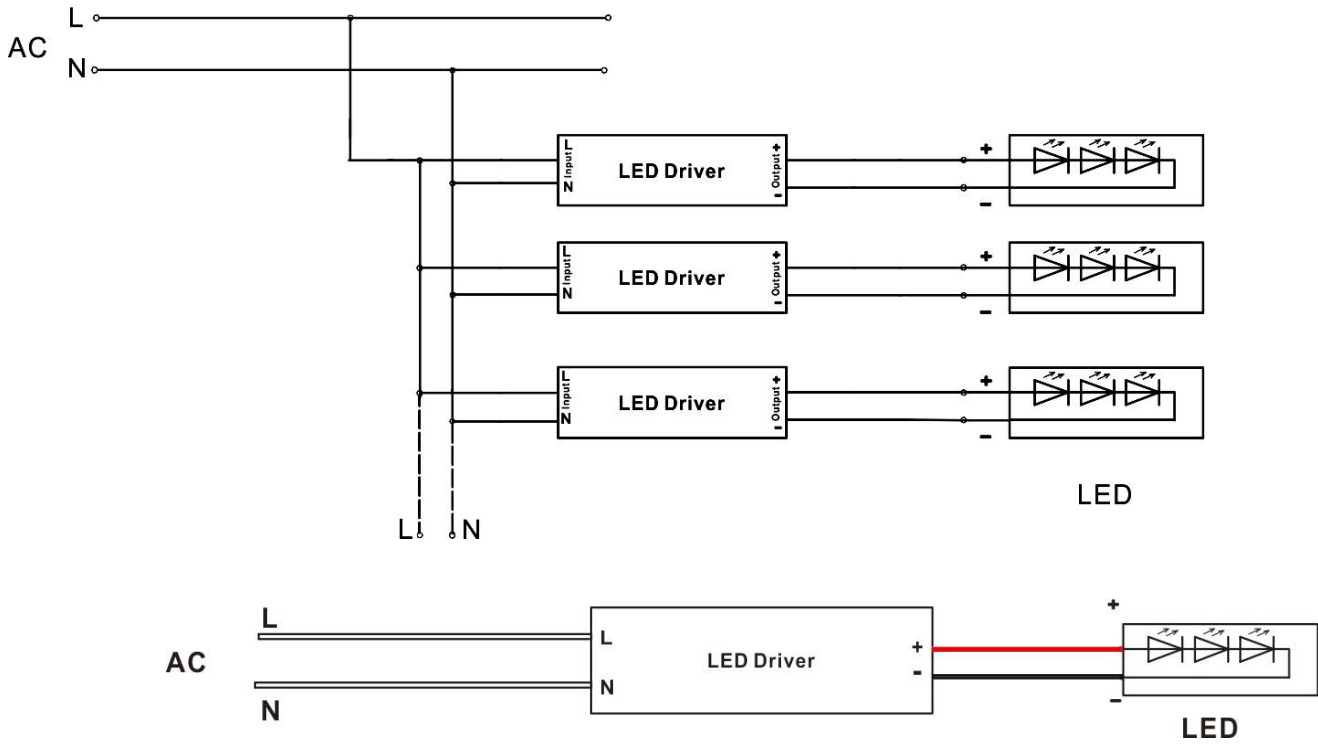 L
AC
N
L
Input
N
LED Driver
+
Output
-
+
-
L
Input
N
LED Driver
+
Output
-
+
-
L
Input
N
LED Driver
+
Output
-
+
-
LED
L N
L
AC
N
L
N
LED Driver
+
-
+
-
LED